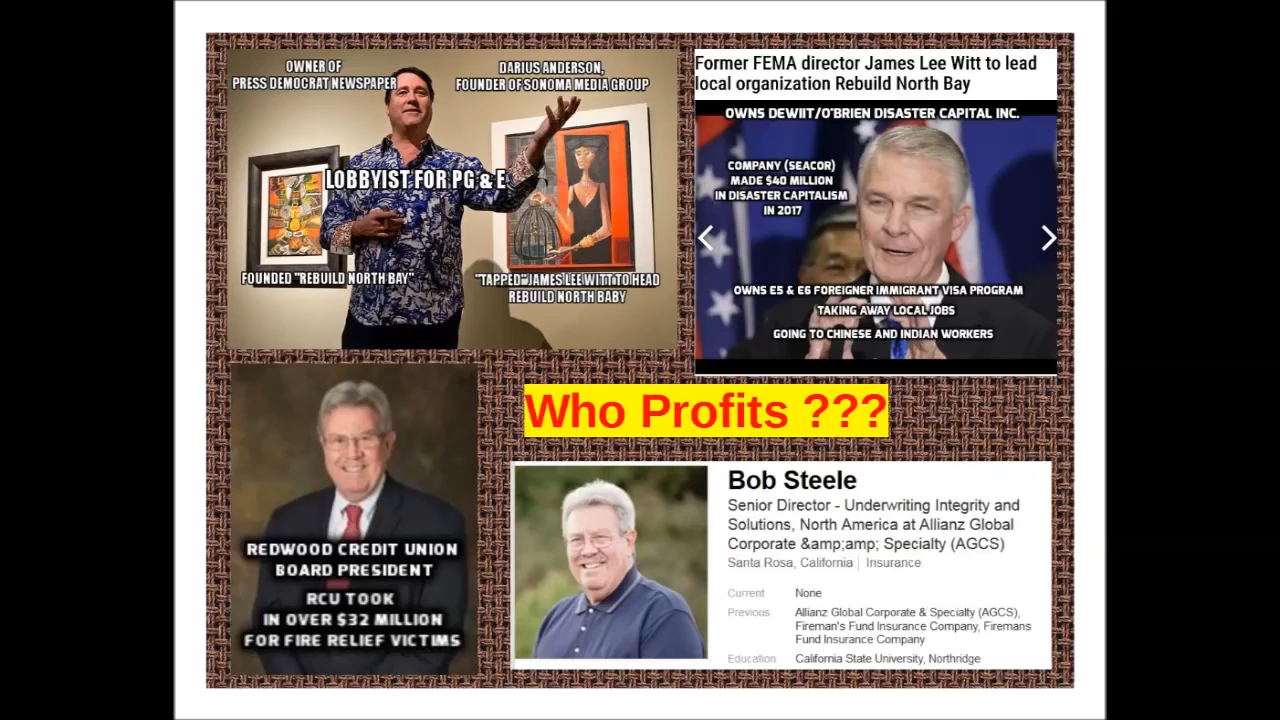 OWNER OF
PRESS DEMOCRAT NEWSPAPER
DARIUS ANDERSON,
FOUNDER OF SONOMA MEDIA GROUP
LOBBYIST FOR PG & E
FOUNDED "REBUILD NORTH BAY"
"TAPPED" JAMES LEE WITT TO HEAD
REBUILD NORTH BABY
Former FEMA director James Lee Witt to lead
local organization Rebuild North Bay
OWNS DEWIIT/O'BRIEN DISASTER CAPITAL INC.
COMPANY (SEACOR)
MADE $40 MILLION
IN DISASTER CAPITALISM
IN 2017
OWNS E5 & E6 FOREIGNER IMMIGRANT VISA PROGRAM
TAKING AWAY LOCAL JOBS
GOING TO CHINESE AND INDIAN WORKERS
Who Profits ???
REDWOOD CREDIT UNION
BOARD PRESIDENT
RCU TOOK
IN OVER $32 MILLION
FOR FIRE RELIEF VICTIMS
Bob Steele
Senior Director - Underwriting Integrity and
Solutions, North America at Allianz Global
Corporate &amp;amp; Specialty (AGCS)
Santa Rosa, California | Insurance
Current None
Previous Allianz Global Corporate & Specialty (AGCS),
Fireman's Fund Insurance Company, Firemans
Fund Insurance Company
Education California State University, Northridge